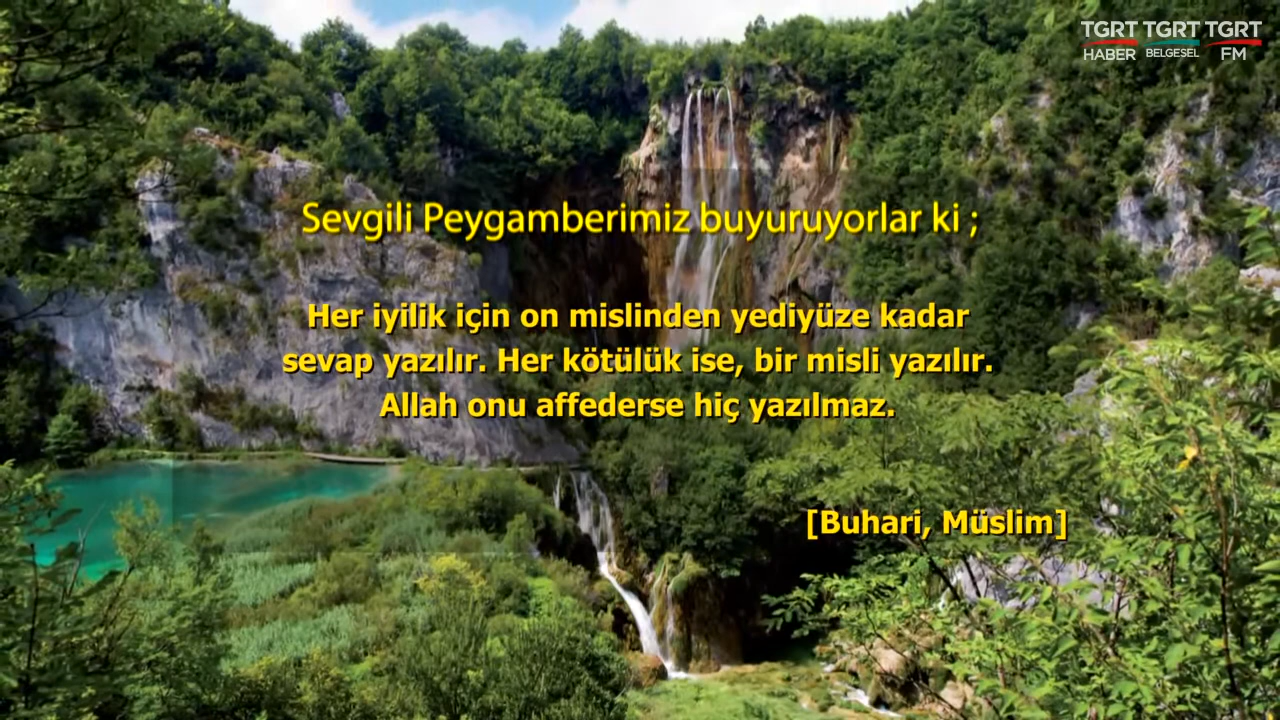 TGRT TGRT TGRT
HABER BELGESEL FM
Sevgili Peygamberimiz buyuruyorlar ki ;
Her iyilik için on mislinden yediyüze kadar
sevap yazılır. Her kötülük ise, bir misli yazılır.
Allah onu affederse hiç yazılmaz.
[Buhari, Müslim]